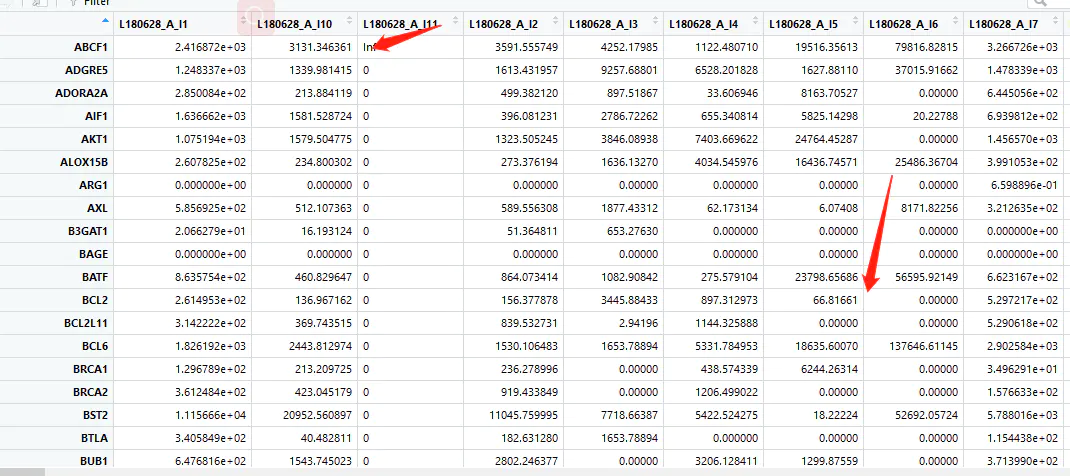 Filter
L180628_A_I1 L180628_A_I10 L180628_A_I11 L180628_A_I2 L180628_A_I3 L180628_A_I4 L180628_A_I5 L180628_A_I6 L180628_A_I7
ABCF1 2.416872e+03 3131.346361 Inf 3591.555749 4252.17985 1122.480710 19516.35613 79816.82815 3.266726e+03
ADGRE5 1.248337e+03 1339.981415 0 1613.431957 9257.68801 6528.201828 1627.88110 37015.91662 1.478339e+03
ADORA2A 2.850084e+02 213.884119 0 499.382120 897.51867 33.606946 8163.70527 0.00000 6.445056e+02
AIF1 1.636662e+03 1581.528724 0 396.081231 2786.72262 655.340814 5825.14298 20.22788 6.939812e+02
AKT1 1.075194e+03 1579.504775 0 1323.505245 3846.08938 7403.669622 24764.45287 0.00000 1.456570e+03
ALOX15B 2.607825e+02 234.800302 0 273.376194 1636.13270 4034.545976 16436.74571 25486.36704 3.991053e+02
ARG1 0.000000e+00 0.000000 0 0.000000 0.00000 0.000000 0.00000 0.00000 6.598896e-01
AXL 5.856925e+02 512.107363 0 589.556308 1877.43312 62.173134 6.07408 8171.82256 3.212635e+02
B3GAT1 2.066279e+01 16.193124 0 51.364811 653.27630 0.000000 0.00000 0.00000 0.000000e+00
BAGE 0.000000e+00 0.000000 0 0.000000 0.00000 0.000000 0.00000 0.00000 0.000000e+00
BATF 8.635754e+02 460.829647 0 864.073414 1082.90842 275.579104 23798.65686 56595.92149 6.623167e+02
BCL2 2.614953e+02 136.967162 0 156.377878 3445.88433 897.312973 66.81661 0.00000 5.297217e+02
BCL2L11 3.142222e+02 369.743515 0 839.532731 2.94196 1144.325888 0.00000 0.00000 5.290618e+02
BCL6 1.826192e+03 2443.812974 0 1530.106483 1653.78894 5331.784953 18635.60070 137646.61145 2.902584e+03
BRCA1 1.296789e+02 213.209725 0 236.278996 0.00000 438.574339 6244.26314 0.00000 3.496291e+01
BRCA2 3.612484e+02 423.045179 0 919.433849 0.00000 1206.499022 0.00000 0.00000 1.576633e+02
BST2 1.115666e+04 20952.560897 0 11045.759995 7718.66387 5422.524275 18.22224 52692.05724 5.788016e+03
BTLA 3.405849e+02 40.482811 0 182.631280 1653.78894 0.000000 0.00000 0.00000 1.154438e+02
BUB1 6.476816e+02 1543.745023 0 2802.246377 0.00000 3206.128411 1299.87559 0.00000 3.713990e+02